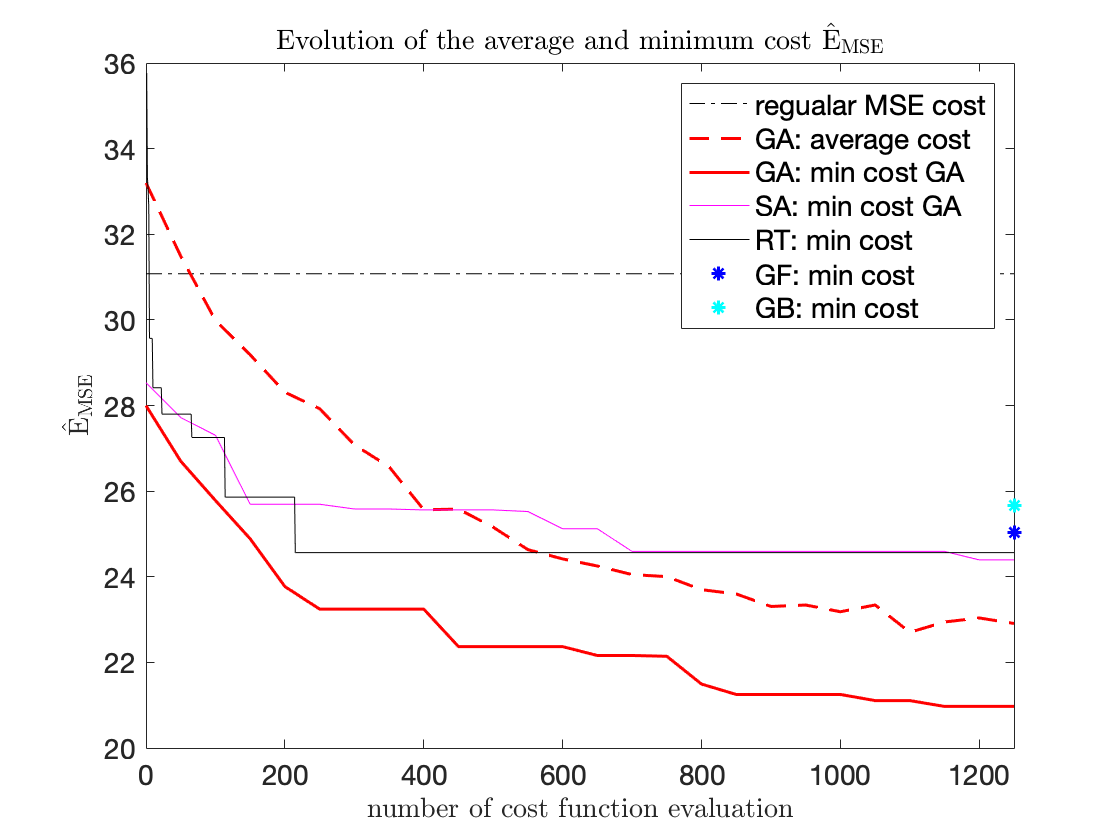 Evolution of the average and minimum cost Ê_MSE
36
34
32
30
28
26
24
22
20
Ê_MSE
regualar MSE cost
GA: average cost
GA: min cost GA
SA: min cost GA
RT: min cost
GF: min cost
GB: min cost
0 200 400 600 800 1000 1200
number of cost function evaluation